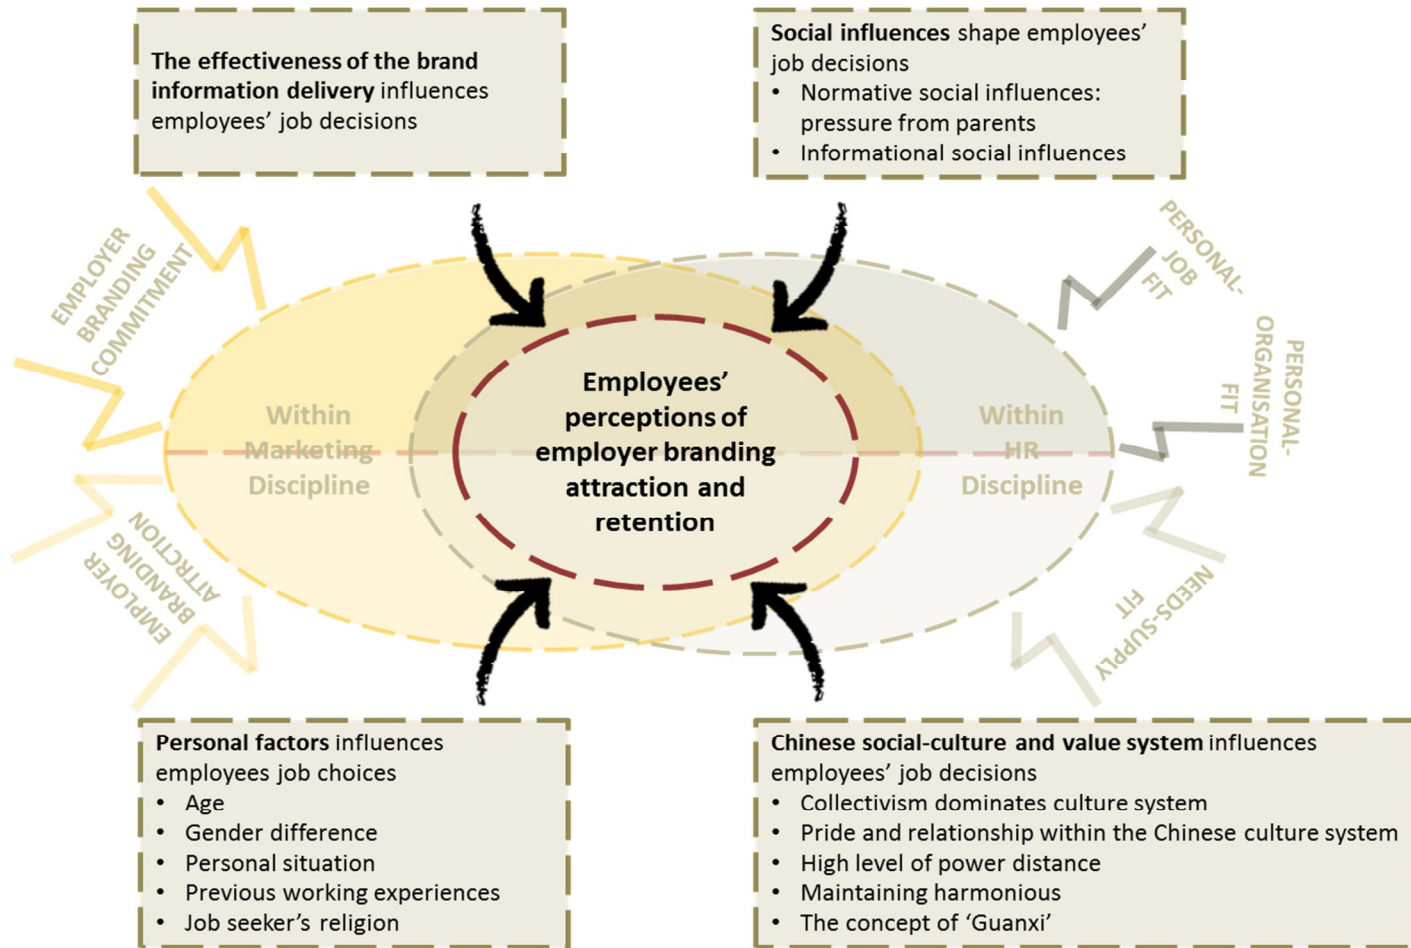 The effectiveness of the brand
information delivery influences
employees’ job decisions
Social influences shape employees’
job decisions
• Normative social influences:
pressure from parents
• Informational social influences
EMPLOYER
BRANDING
COMMITMENT
PERSONAL-
JOB
FIT
PERSONAL-
ORGANISATION
FIT
Within
Marketing
Discipline
Employees’
perceptions of
employer branding
attraction and
retention
Within
HR
Discipline
EMPLOYER
BRANDING
ATTRCTION
NEEDS-SUPPLY
FIT
Personal factors influences
employees job choices
• Age
• Gender difference
• Personal situation
• Previous working experiences
• Job seeker’s religion
Chinese social-culture and value system influences
employees’ job decisions
• Collectivism dominates culture system
• Pride and relationship within the Chinese culture system
• High level of power distance
• Maintaining harmonious
• The concept of ‘Guanxi’